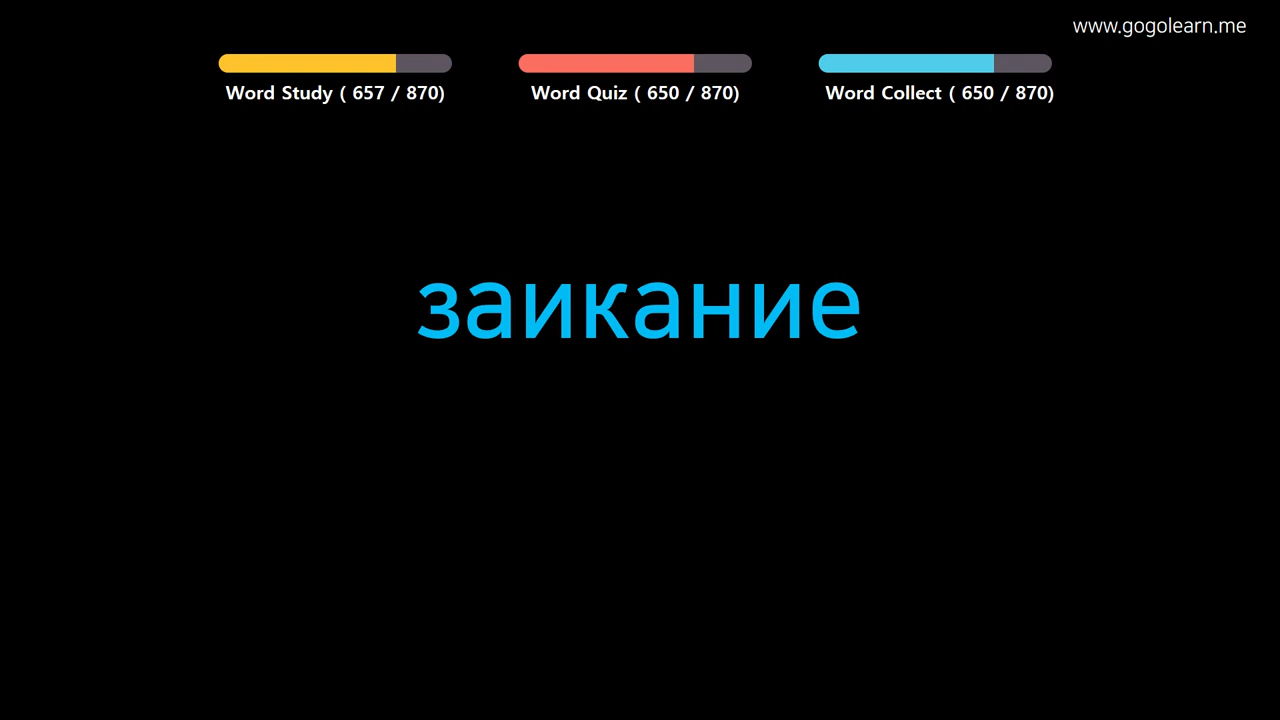 www.gogolearn.me
Word Study ( 657 / 870)
Word Quiz ( 650 / 870)
Word Collect ( 650 / 870)
заикание